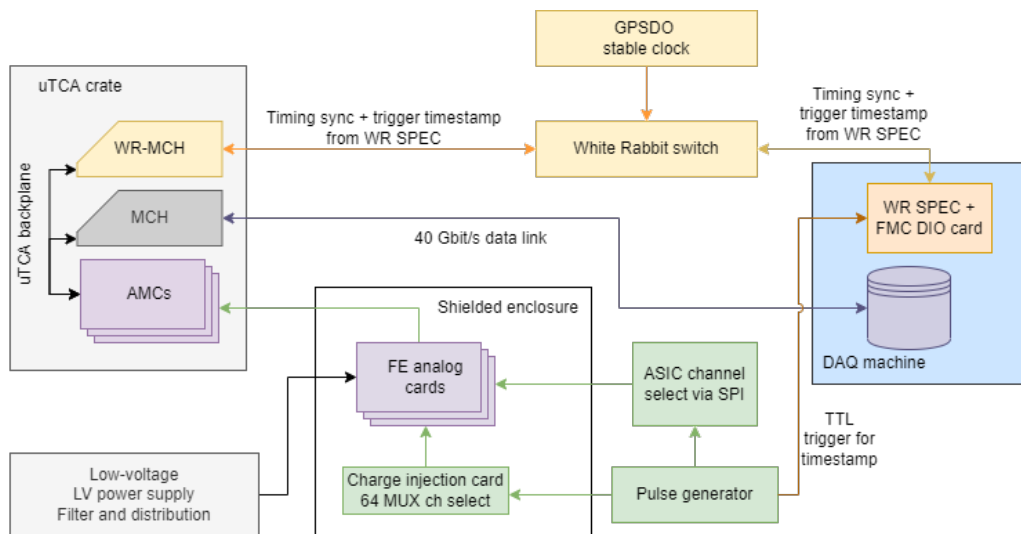 GPSDO
stable clock
uTCA crate
Timing sync + trigger timestamp
from WR SPEC
Timing sync +
trigger timestamp
from WR SPEC
WR-MCH
White Rabbit switch
uTCA backplane
MCH
WR SPEC +
FMC DIO card
40 Gbit/s data link
AMCs
Shielded enclosure
DAQ machine
FE analog
cards
ASIC channel
select via SPI
TTL
trigger for
timestamp
Low-voltage
LV power supply
Filter and distribution
Charge injection card
64 MUX ch select
Pulse generator